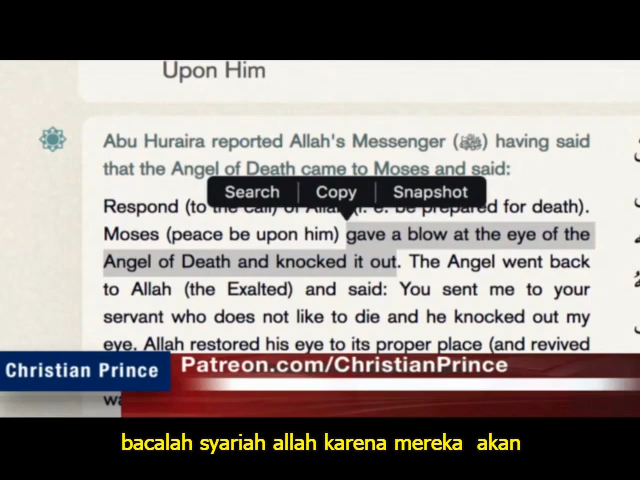 Upon Him
Abu Huraira reported Allah's Messenger (ﷺ) having said
that the Angel of Death came to Moses and said:
Search Copy Snapshot
Respond (to the call) of Allah (i. e. be prepared for death).
Moses (peace be upon him) gave a blow at the eye of the
Angel of Death and knocked it out. The Angel went back
to Allah (the Exalted) and said: You sent me to your
servant who does not like to die and he knocked out my
eye. Allah restored his eye to its proper place (and revived
Christian Prince
Patreon.com/ChristianPrince
bacalah syariah allah karena mereka akan